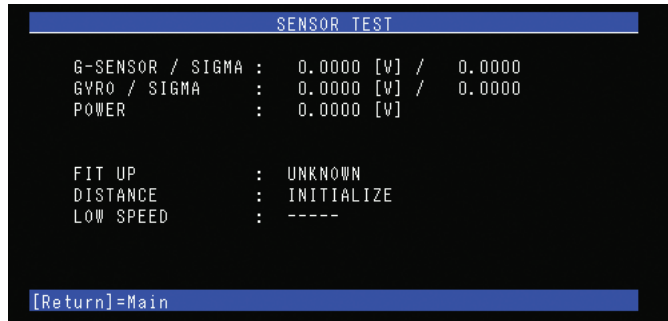 SENSOR TEST
G-SENSOR / SIGMA : 0.0000 [V] / 0.0000
GYRO / SIGMA : 0.0000 [V] / 0.0000
POWER : 0.0000 [V]
FIT UP : UNKNOWN
DISTANCE : INITIALIZE
LOW SPEED : -----
[Return]=Main